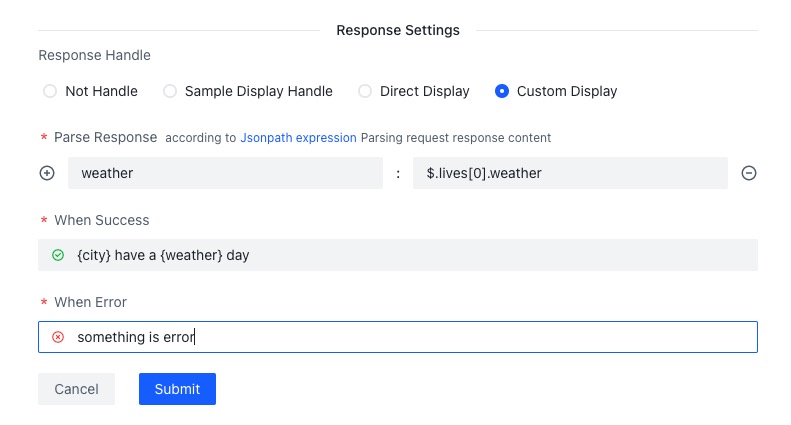 Response Settings
Response Handle
Not Handle Sample Display Handle Direct Display Custom Display
* Parse Response according to Jsonpath expression Parsing request response content
weather : $.lives[0].weather
* When Success
{city} have a {weather} day
* When Error
something is error
Cancel Submit